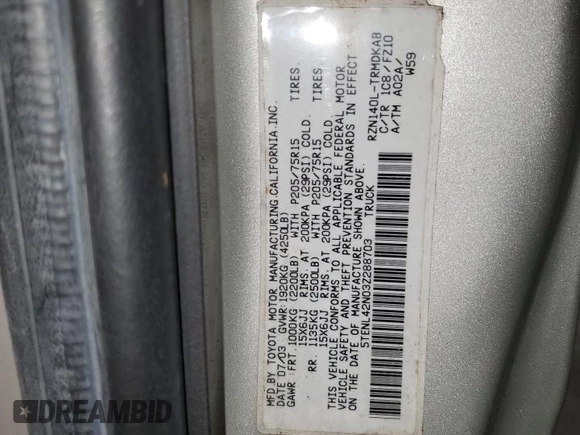 MFD BY TOYOTA MOTOR MANUFACTURING, CALIFORNIA, INC.
DATE 07/03 GVWR: 1920KG (4250LB)
GAWR: FRT. 1000KG (2200LB) WITH P205/75R15 TIRES.
15X6JJ RIMS. AT 200KPA (29PSI) COLD.
RR. 1135KG (2500LB) WITH P205/75R15 TIRES.
15X6JJ RIMS. AT 200KPA (29PSI) COLD.
THIS VEHICLE CONFORMS TO ALL APPLICABLE FEDERAL MOTOR
VEHICLE SAFETY AND THEFT PREVENTION STANDARDS IN EFFECT
ON THE DATE OF MANUFACTURE SHOWN ABOVE.
5TENL42N03Z288703 TRUCK
RZN140L-TRMDKAB
C/TR 1C8/FZ10
A/TM A02A/
W59
DREAMBID